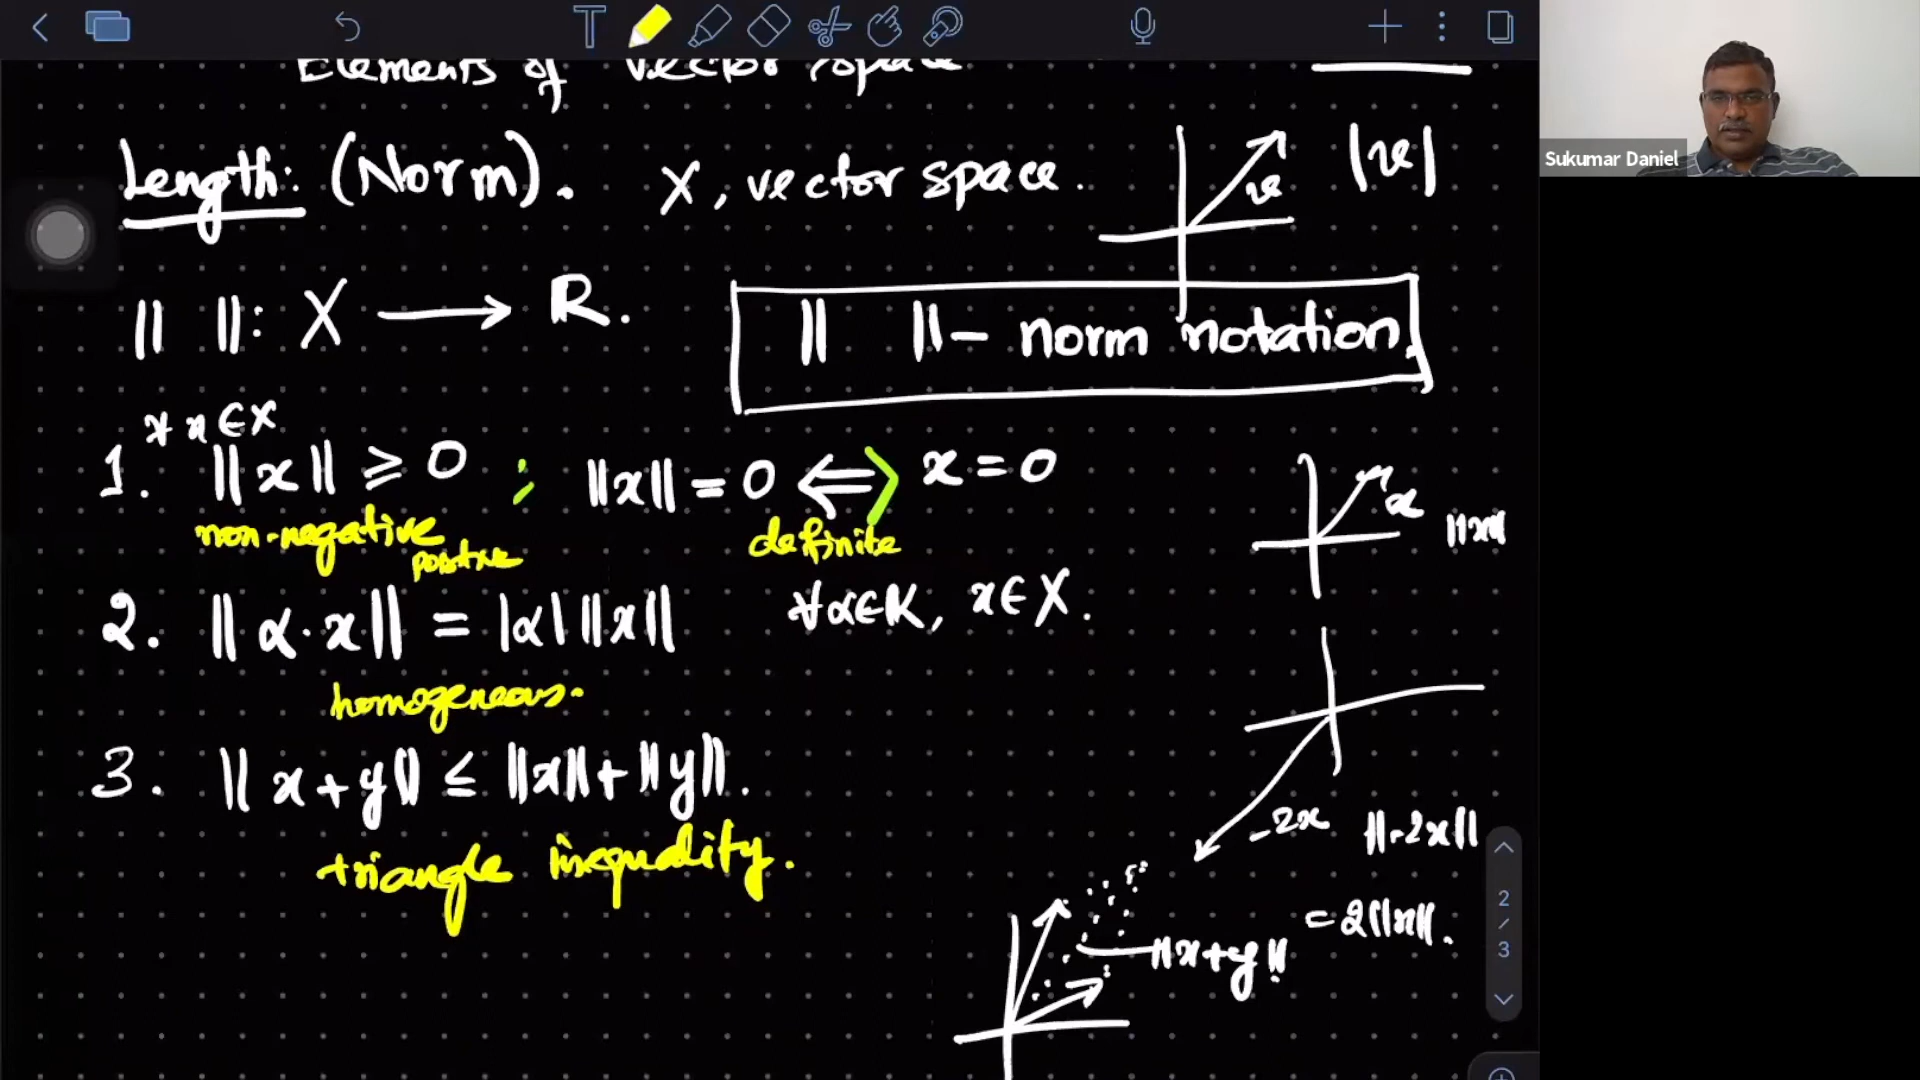 Elements of vector space
Length: (Norm). X, vector space. v |v|
|| ||: X → R. || || - norm notation.
∀ x ∈ X
1. ||x|| ≥ 0 ; ||x|| = 0 ⟺ x = 0
x ||x||
non-negative positive definite
2. ||α·x|| = |α| ||x|| ∀ α ∈ K, x ∈ X.
homogeneous.
3. ||x+y|| ≤ ||x|| + ||y||.
-2x ||-2x||
= 2||x||.
triangle inequality.
||x+y||
2
/
3
Sukumar Daniel